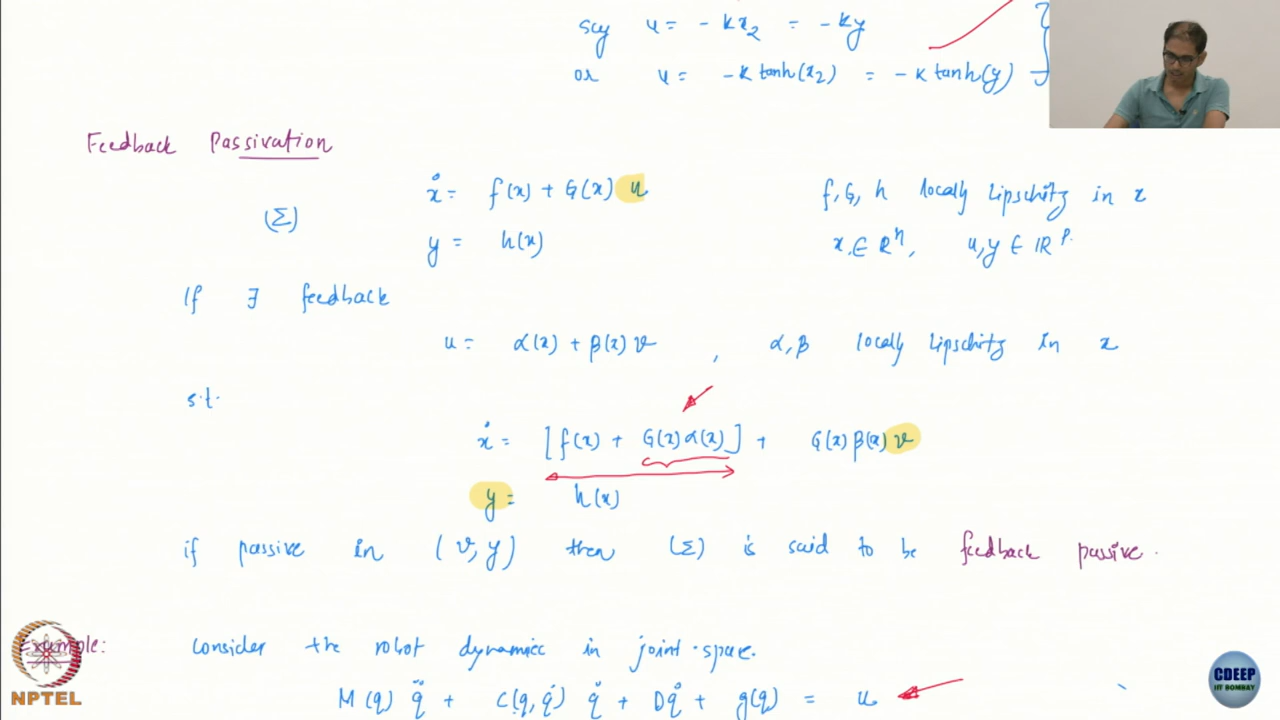 say u = - k x₂ = - ky
or u = - k tanh(x₂) = - k tanh(y)
Feedback Passivation
ẋ = f(x) + G(x) u f, G, h locally Lipschitz in x
(Σ)
y = h(x) x ∈ ℝⁿ, u, y ∈ ℝᵖ.
If ∃ feedback
u = α(x) + β(x) v , α, β locally Lipschitz in x
s.t.
ẋ = [f(x) + G(x)α(x)] + G(x)β(x)v
y = h(x)
if passive in (v, y) then (Σ) is said to be feedback passive.
Example: Consider the robot dynamics in joint-space.
M(q) q̈ + C(q, q̇) q̇ + Dq̇ + g(q) = u
NPTEL
CDEEP
IIT BOMBAY